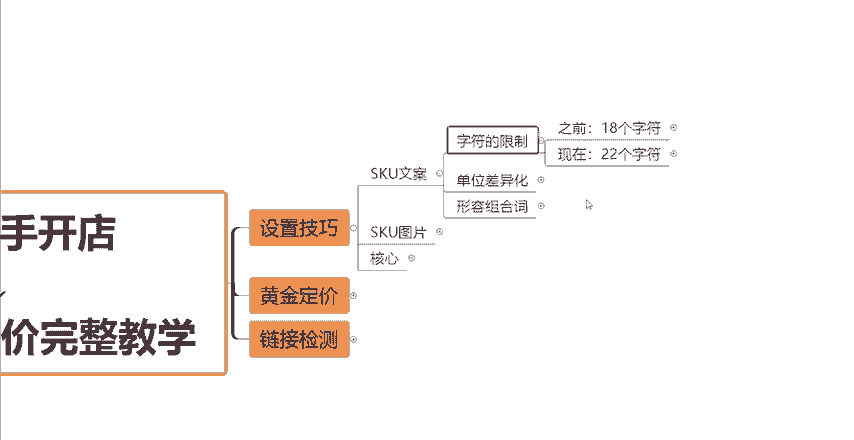 手开店
价完整教学
设置技巧
SKU文案
字符的限制
之前：18个字符
现在：22个字符
单位差异化
形容组合词
SKU图片
核心
黄金定价
链接检测